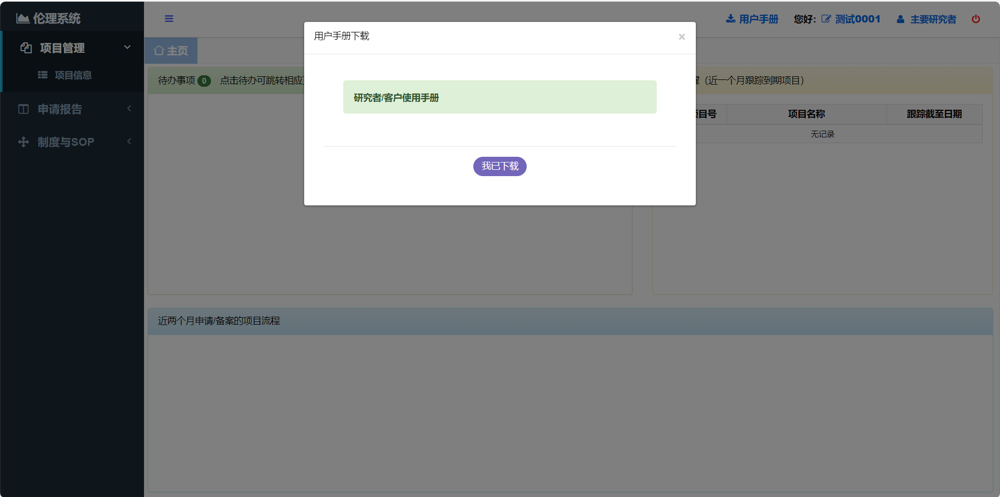 伦理系统
用户手册
您好:
测试0001
主要研究者
项目管理
项目信息
申请报告
制度与SOP
主页
用户手册下载
×
研究者/客户使用手册
我已下载
待办事项 0 点击待办可跳转相应
（近一个月跟踪到期项目）
目号
项目名称
跟踪截至日期
无记录
近两个月申请/备案的项目流程